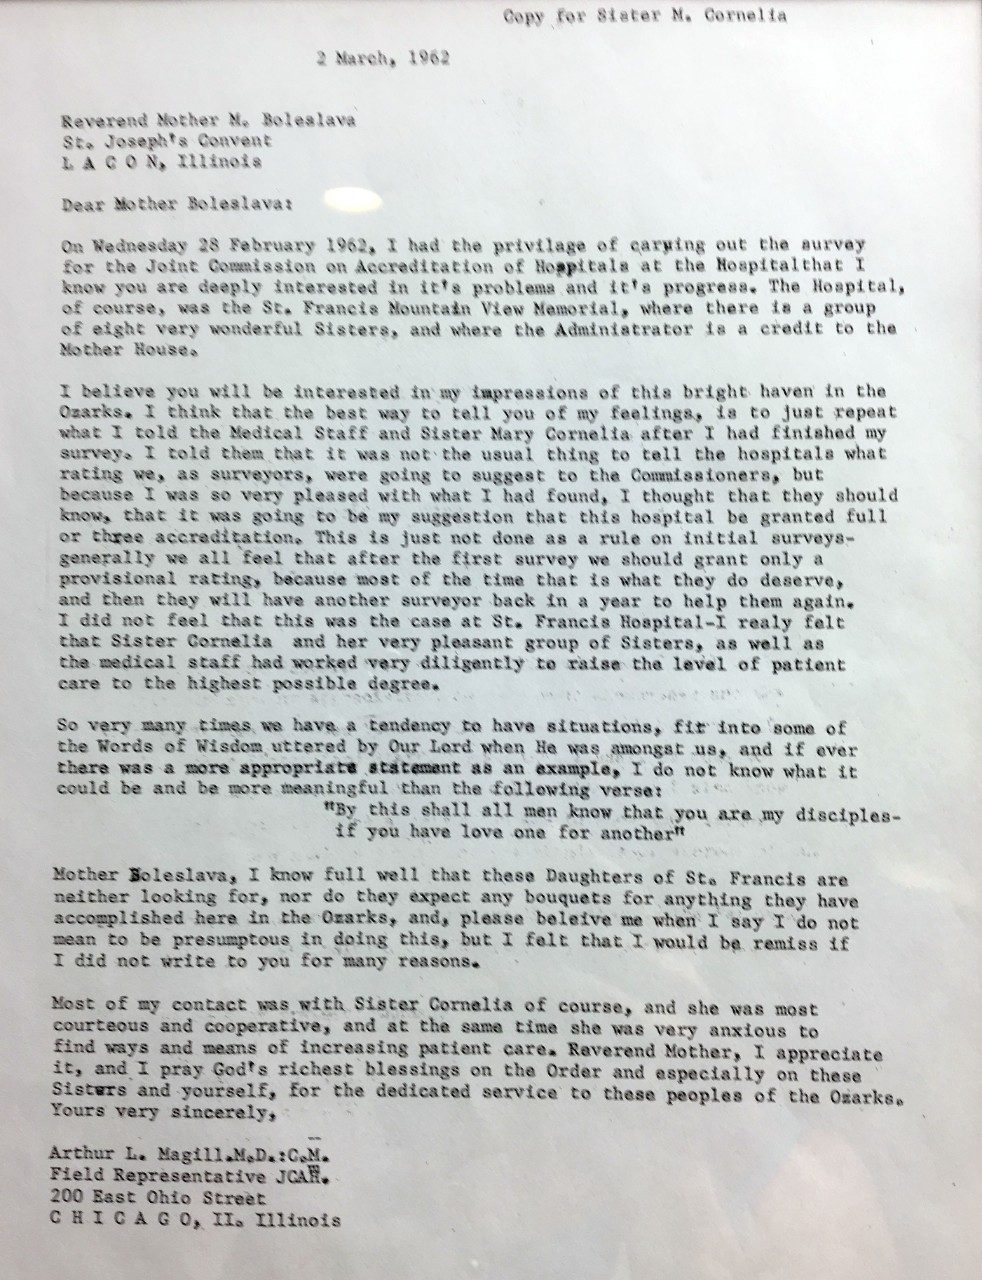 Copy for Sister M. Cornelia
2 March, 1962
Reverend Mother M. Boleslava
St. Joseph's Convent
L A C O N, Illinois
Dear Mother Boleslava:
On Wednesday 28 February 1962, I had the privilage of carying out the survey
for the Joint Commission on Accreditation of Hospitals at the Hospitalthat I
know you are deeply interested in it's problems and it's progress. The Hospital,
of course, was the St. Francis Mountain View Memorial, where there is a group
of eight very wonderful Sisters, and where the Administrator is a credit to the
Mother House.
I believe you will be interested in my impressions of this bright haven in the
Ozarks. I think that the best way to tell you of my feelings, is to just repeat
what I told the Medical Staff and Sister Mary Cornelia after I had finished my
survey. I told them that it was not the usual thing to tell the hospitals what
rating we, as surveyors, were going to suggest to the Commissioners, but
because I was so very pleased with what I had found, I thought that they should
know, that it was going to be my suggestion that this hospital be granted full
or three accreditation. This is just not done as a rule on initial surveys-
generally we all feel that after the first survey we should grant only a
provisional rating, because most of the time that is what they do deserve,
and then they will have another surveyor back in a year to help them again.
I did not feel that this was the case at St. Francis Hospital-I realy felt
that Sister Cornelia and her very pleasant group of Sisters, as well as
the medical staff had worked very diligently to raise the level of patient
care to the highest possible degree.
So very many times we have a tendency to have situations, fit into some of
the Words of Wisdom uttered by Our Lord when He was amongst us, and if ever
there was a more appropriate statement as an example, I do not know what it
could be and be more meaningful than the following verse:
"By this shall all men know that you are my disciples-
if you have love one for another"
Mother Boleslava, I know full well that these Daughters of St. Francis are
neither looking for, nor do they expect any bouquets for anything they have
accomplished here in the Ozarks, and, please beleive me when I say I do not
mean to be presumptous in doing this, but I felt that I would be remiss if
I did not write to you for many reasons.
Most of my contact was with Sister Cornelia of course, and she was most
courteous and cooperative, and at the same time she was very anxious to
find ways and means of increasing patient care. Reverend Mother, I appreciate
it, and I pray God's richest blessings on the Order and especially on these
Sisters and yourself, for the dedicated service to these peoples of the Ozarks.
Yours very sincerely,
Arthur L. Magill.M.D.:C.M.
Field Representative JCAH.
200 East Ohio Street
C H I C A G O, II. Illinois